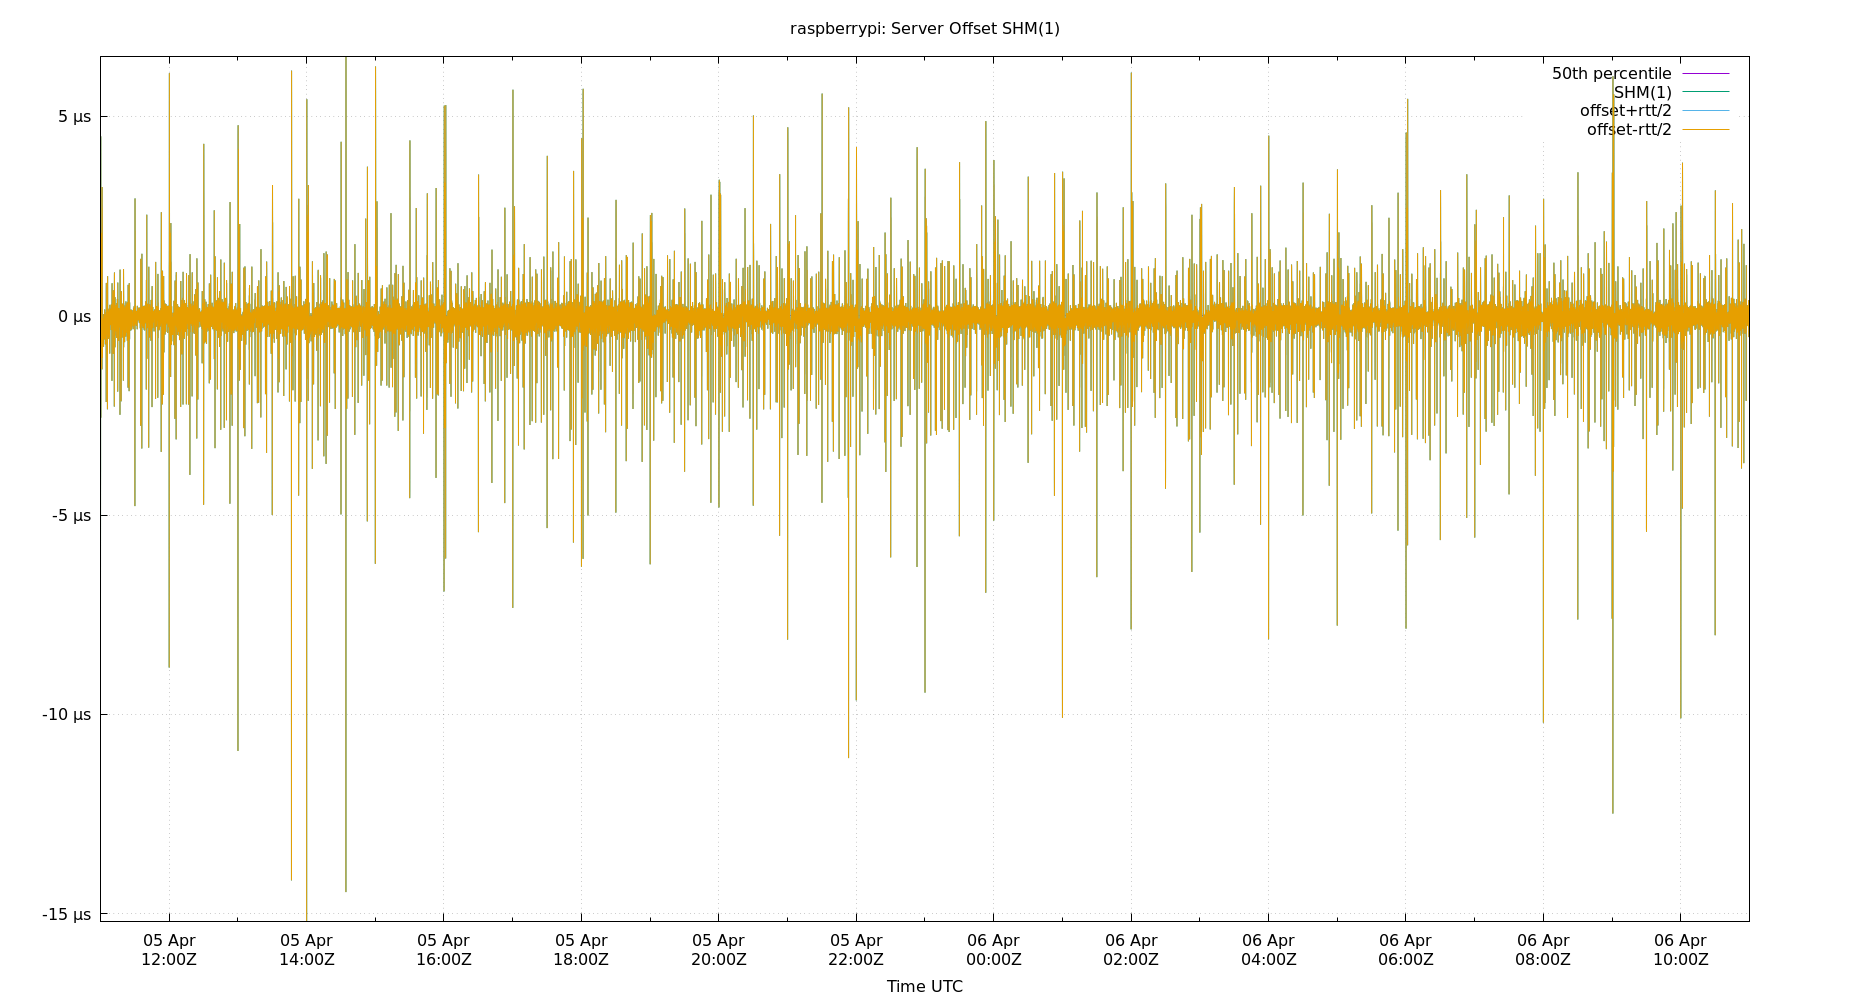 raspberrypi: Server Offset SHM(1)
50th percentile
SHM(1)
offset+rtt/2
offset-rtt/2
5 µs
0 µs
-5 µs
-10 µs
-15 µs
05 Apr 05 Apr 05 Apr 05 Apr 05 Apr 05 Apr 06 Apr 06 Apr 06 Apr 06 Apr 06 Apr 06 Apr
12:00Z 14:00Z 16:00Z 18:00Z 20:00Z 22:00Z 00:00Z 02:00Z 04:00Z 06:00Z 08:00Z 10:00Z
Time UTC